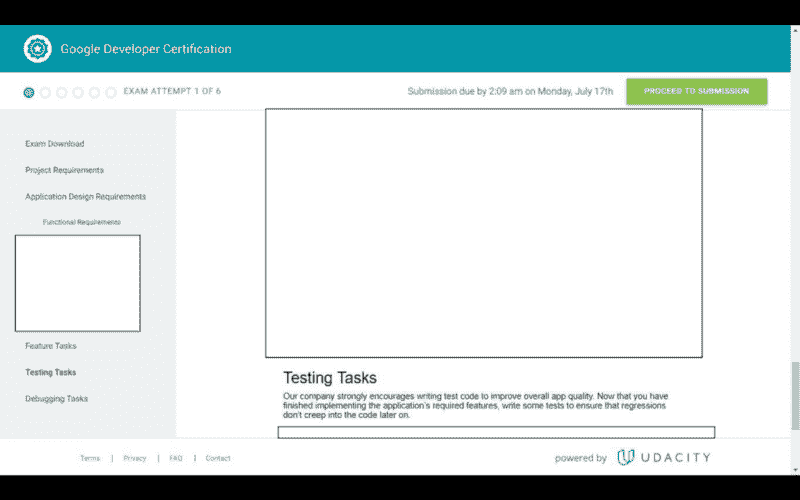 Google Developer Certification
EXAM ATTEMPT 1 OF 6
Submission due by 2:09 am on Monday, July 17th
PROCEED TO SUBMISSION
Exam Download
Project Requirements
Application Design Requirements
Functional Requirements
Feature Tasks
Testing Tasks
Debugging Tasks
Testing Tasks
Our company strongly encourages writing test code to improve overall app quality. Now that you have
finished implementing the application's required features, write some tests to ensure that regressions
don't creep into the code later on.
Terms | Privacy | FAQ | Contact
powered by UDACITY